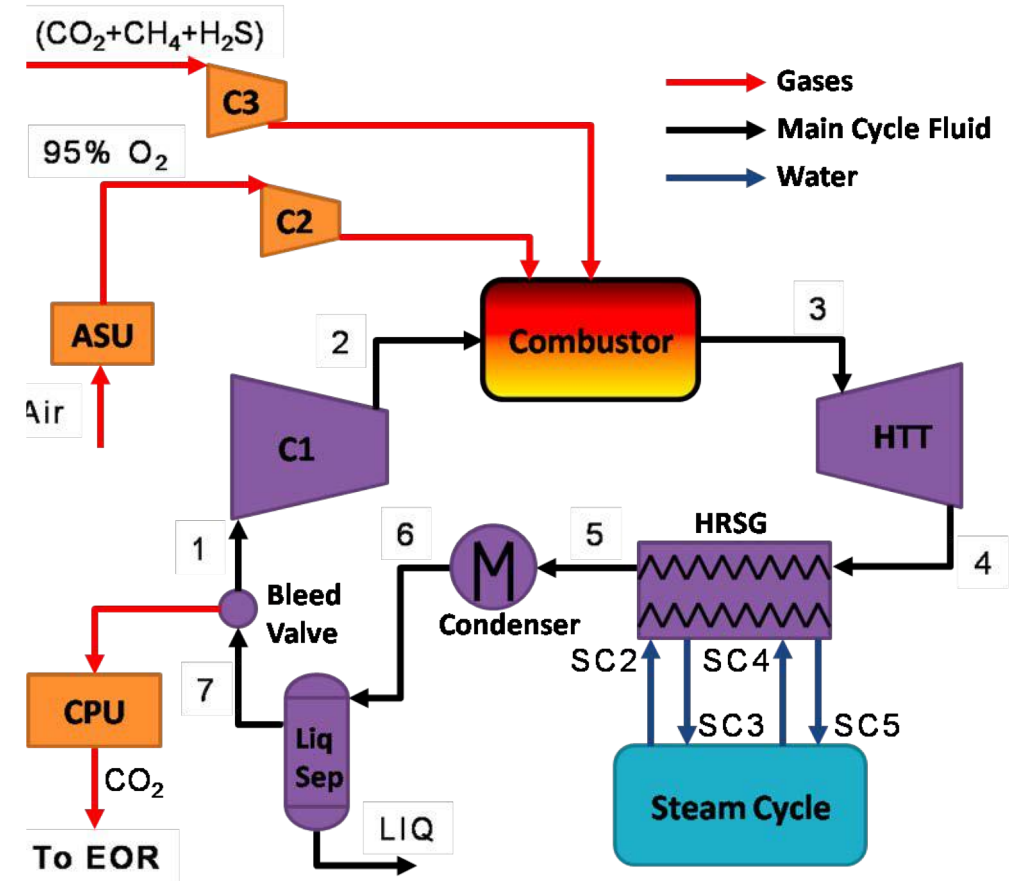 (CO₂+CH₄+H₂S)
C3
Gases
Main Cycle Fluid
Water
95% O₂
C2
ASU
Air
2
Combustor
3
C1
HTT
1
6
5
HRSG
4
Bleed
Valve
M
Condenser
7
SC2
SC4
SC3
SC5
CPU
Liq
Sep
CO₂
LIQ
Steam Cycle
To EOR